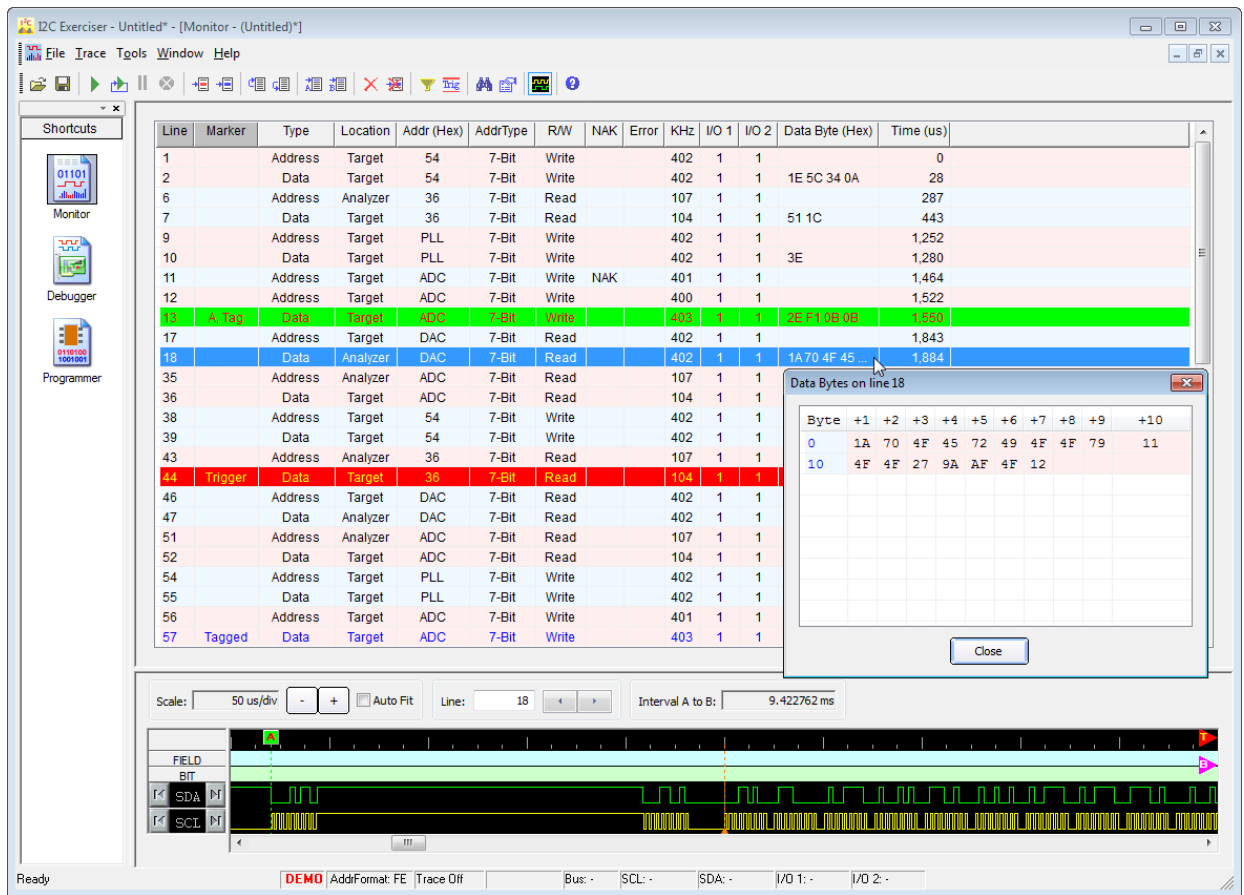 I2C Exerciser - Untitled* - [Monitor - (Untitled)*]
File Trace Tools Window Help
Shortcuts
Monitor
Debugger
Programmer
Line Marker Type Location Addr (Hex) AddrType R/W NAK Error KHz I/O 1 I/O 2 Data Byte (Hex) Time (us)
1 Address Target 54 7-Bit Write 402 1 1 0
2 Data Target 54 7-Bit Write 402 1 1 1E 5C 34 0A 28
6 Address Analyzer 36 7-Bit Read 107 1 1 287
7 Data Target 36 7-Bit Read 104 1 1 51 1C 443
9 Address Target PLL 7-Bit Write 402 1 1 1,252
10 Data Target PLL 7-Bit Write 402 1 1 3E 1,280
11 Address Target ADC 7-Bit Write NAK 401 1 1 1,464
12 Address Target ADC 7-Bit Write 400 1 1 1,522
13 A, Tag Data Target ADC 7-Bit Write 403 1 1 2E F1 0B 0B 1,550
17 Address Target DAC 7-Bit Read 402 1 1 1,843
18 Data Analyzer DAC 7-Bit Read 402 1 1 1A 70 4F 45 ... 1,884
35 Address Analyzer ADC 7-Bit Read 107 1 1
36 Data Target ADC 7-Bit Read 104 1 1
38 Address Target 54 7-Bit Write 402 1 1
39 Data Target 54 7-Bit Write 402 1 1
43 Address Analyzer 36 7-Bit Read 107 1 1
44 Trigger Data Target 36 7-Bit Read 104 1 1
46 Address Target DAC 7-Bit Read 402 1 1
47 Data Analyzer DAC 7-Bit Read 402 1 1
51 Address Analyzer ADC 7-Bit Read 107 1 1
52 Data Target ADC 7-Bit Read 104 1 1
54 Address Target PLL 7-Bit Write 402 1 1
55 Data Target PLL 7-Bit Write 402 1 1
56 Address Target ADC 7-Bit Write 401 1 1
57 Tagged Data Target ADC 7-Bit Write 403 1 1
Data Bytes on line 18
Byte +1 +2 +3 +4 +5 +6 +7 +8 +9 +10
0 1A 70 4F 45 72 49 4F 4F 79 11
10 4F 4F 27 9A AF 4F 12
Close
Scale: 50 us/div - + Auto Fit Line: 18 Interval A to B: 9.422762 ms
A T
FIELD
BIT B
SDA
SCL
Ready DEMO AddrFormat: FE Trace Off Bus: - SCL: - SDA: - I/O 1: - I/O 2: -